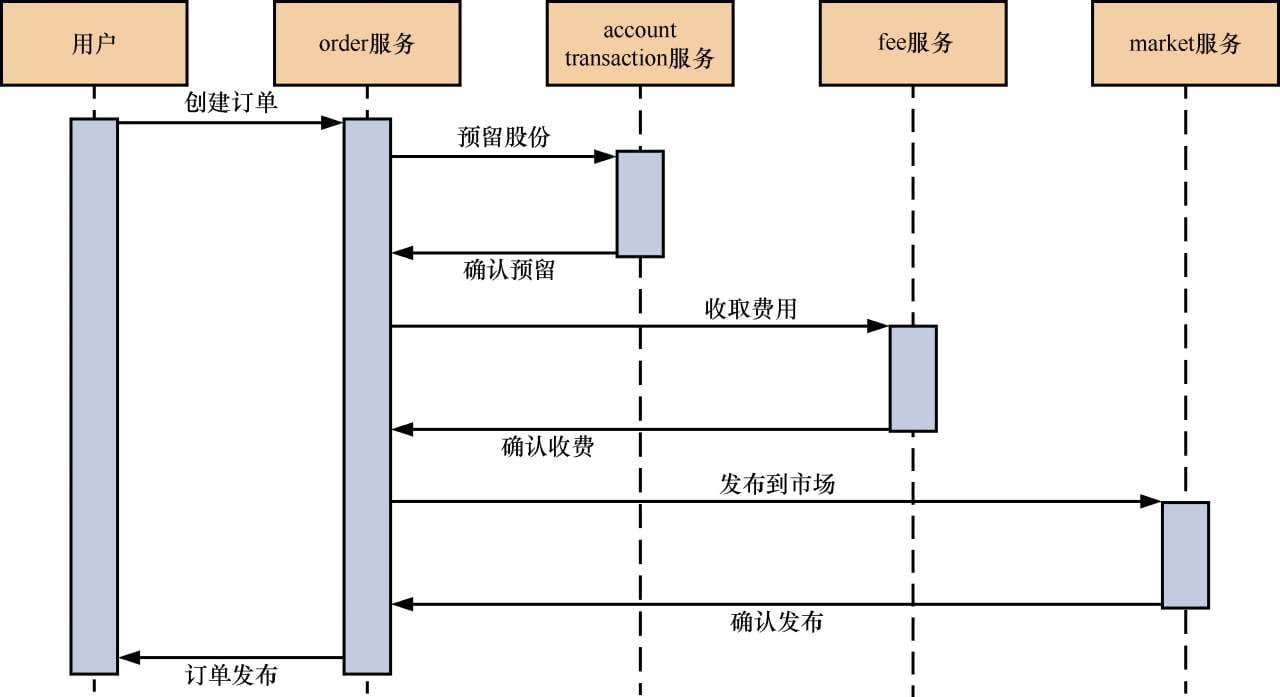 用户
order服务
account
transaction服务
fee服务
market服务
创建订单
预留股份
确认预留
收取费用
确认收费
发布到市场
确认发布
订单发布